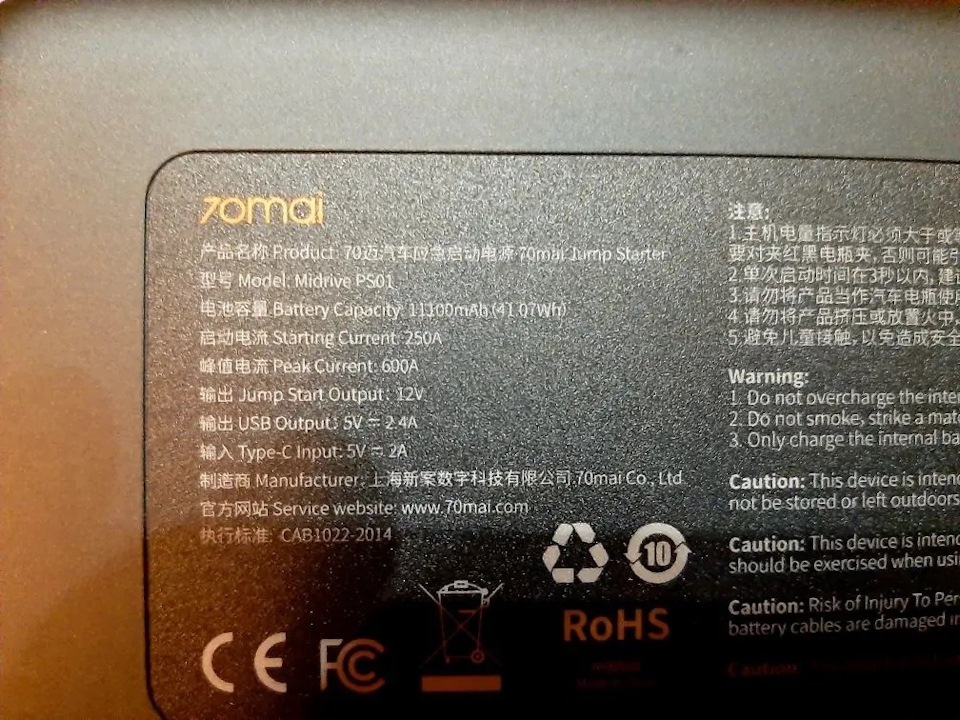 70mai
产品名称 Product: 70迈汽车应急启动电源 70mai Jump Starter
型号 Model: Midrive PS01
电池容量 Battery Capacity: 11100mAh(41.07Wh)
启动电流 Starting Current: 250A
峰值电流 Peak Current: 600A
输出 Jump Start Output: 12V
输出 USB Output: 5V = 2.4A
输入 Type-C Input: 5V = 2A
制造商 Manufacturer: 上海新案数字科技有限公司 70mai Co., Ltd
官方网站 Service website: www.70mai.com
执行标准: CAB1022-2014
10
CE FC
RoHS
注意:
1.主机电量指示灯必须大于或等
要对夹红黑电瓶夹,否则可能引
2.单次启动时间在3秒以内,建议
3.请勿将产品当作汽车电瓶使用
4.请勿将产品挤压或放置火中,
5.避免儿童接触,以免造成安全
Warning:
1. Do not overcharge the inter
2. Do not smoke, strike a mat
3. Only charge the internal ba
Caution: This device is intend
not be stored or left outdoors
Caution: This device is intend
should be exercised when usi
Caution: Risk of Injury To Per
battery cables are damaged in
Caution: